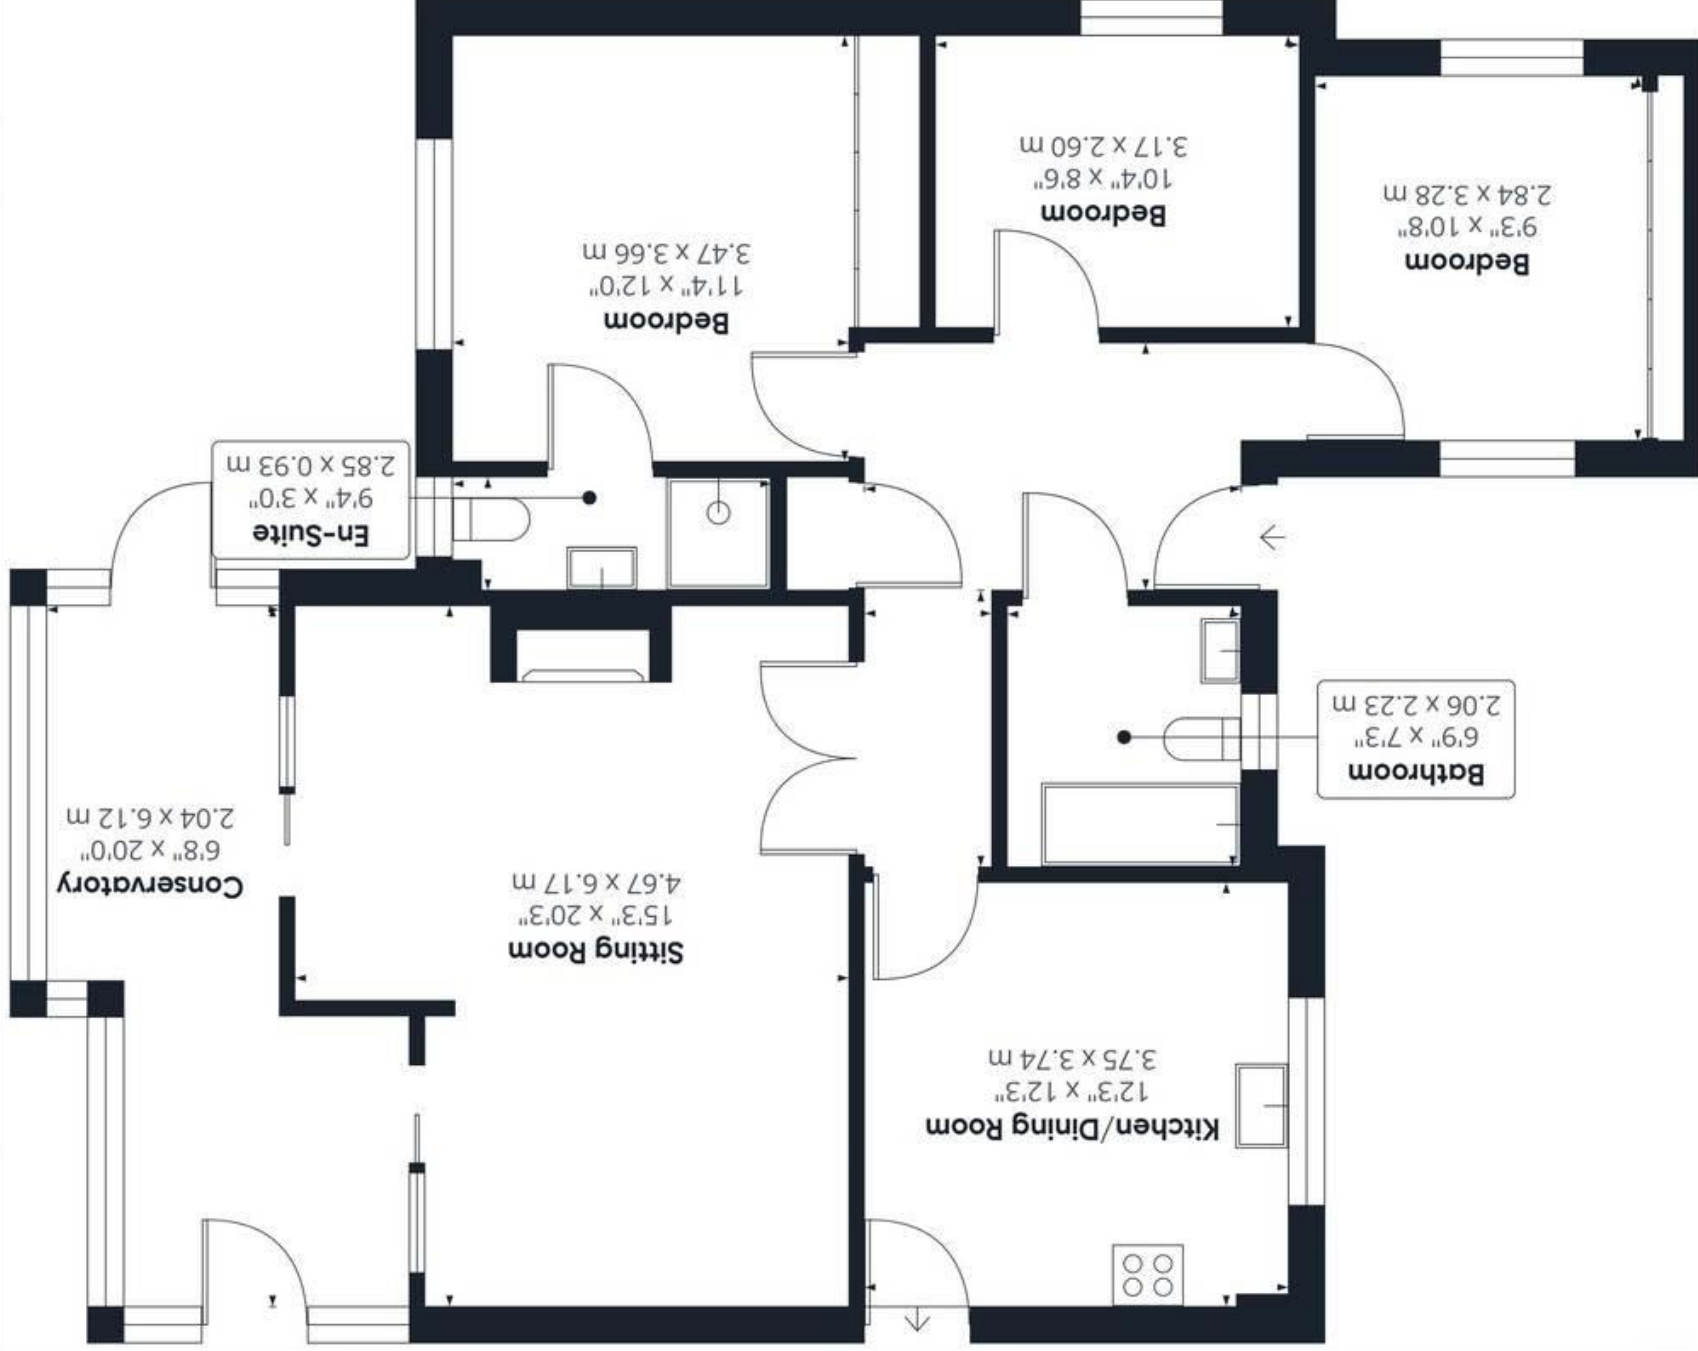 Kitchen/Dining Room
12'3" x 12'3"
3.75 x 3.74 m
Sitting Room
15'3" x 20'3"
4.67 x 6.17 m
Conservatory
6'8" x 20'0"
2.04 x 6.12 m
Bathroom
6'9" x 7'3"
2.06 x 2.23 m
En-Suite
9'4" x 3'0"
2.85 x 0.93 m
Bedroom
9'3" x 10'8"
2.84 x 3.28 m
Bedroom
10'4" x 8'6"
3.17 x 2.60 m
Bedroom
11'4" x 12'0"
3.47 x 3.66 m